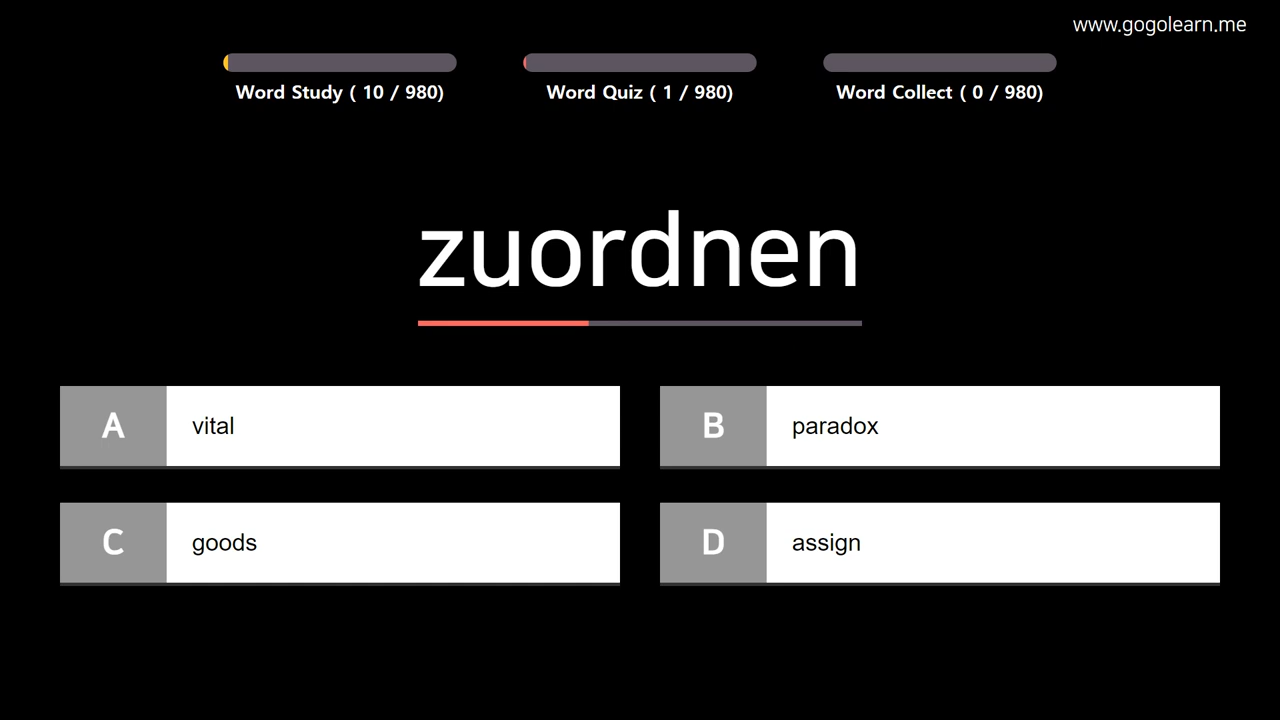 www.gogolearn.me
Word Study ( 10 / 980)
Word Quiz ( 1 / 980)
Word Collect ( 0 / 980)
zuordnen
A vital
B paradox
C goods
D assign